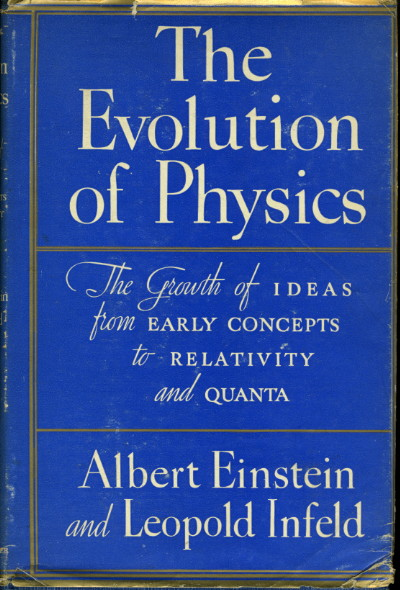 The
Evolution
of Physics
The Growth of IDEAS
from EARLY CONCEPTS
to RELATIVITY
and QUANTA
Albert Einstein
and Leopold Infeld